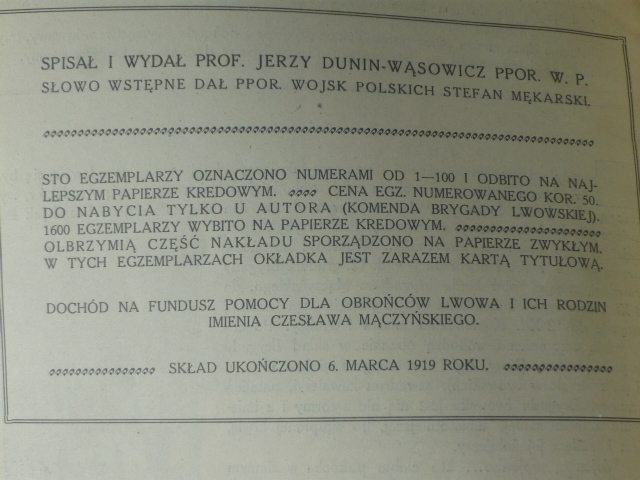 SPISAŁ I WYDAŁ PROF. JERZY DUNIN-WĄSOWICZ PPOR. W. P.
SŁOWO WSTĘPNE DAŁ PPOR. WOJSK POLSKICH STEFAN MĘKARSKI.
STO EGZEMPLARZY OZNACZONO NUMERAMI OD 1—100 I ODBITO NA NAJ-
LEPSZYM PAPIERZE KREDOWYM. CENA EGZ. NUMEROWANEGO KOR. 50.
DO NABYCIA TYLKO U AUTORA (KOMENDA BRYGADY LWOWSKIEJ).
1600 EGZEMPLARZY WYBITO NA PAPIERZE KREDOWYM.
OLBRZYMIĄ CZĘŚĆ NAKŁADU SPORZĄDZONO NA PAPIERZE ZWYKŁYM.
W TYCH EGZEMPLARZACH OKŁADKA JEST ZARAZEM KARTĄ TYTUŁOWĄ.
DOCHÓD NA FUNDUSZ POMOCY DLA OBROŃCÓW LWOWA I ICH RODZIN
IMIENIA CZESŁAWA MĄCZYŃSKIEGO.
SKŁAD UKOŃCZONO 6. MARCA 1919 ROKU.